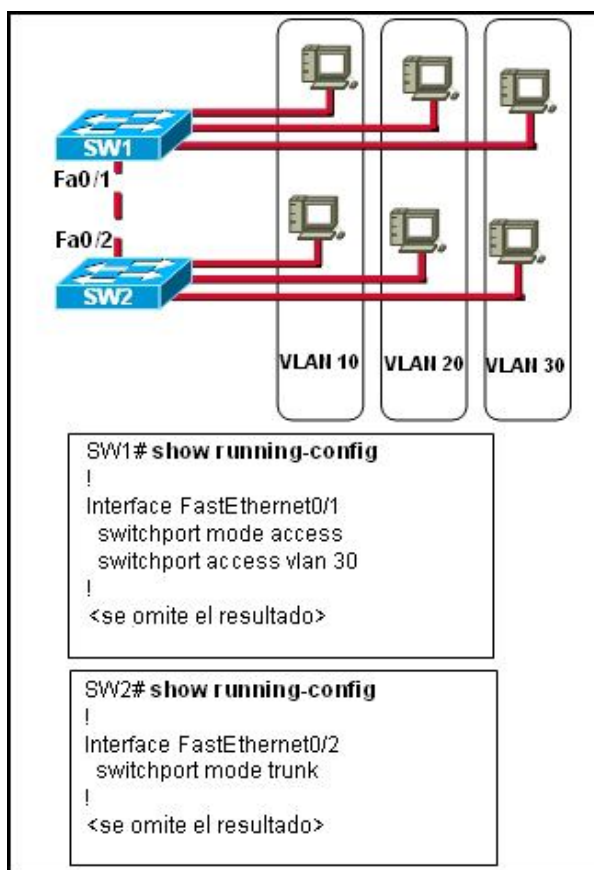 SW1
Fa0/1
Fa0/2
SW2
VLAN 10
VLAN 20
VLAN 30
SW1# show running-config
!
Interface FastEthernet0/1
switchport mode access
switchport access vlan 30
!
<se omite el resultado>
SW2# show running-config
!
Interface FastEthernet0/2
switchport mode trunk
!
<se omite el resultado>